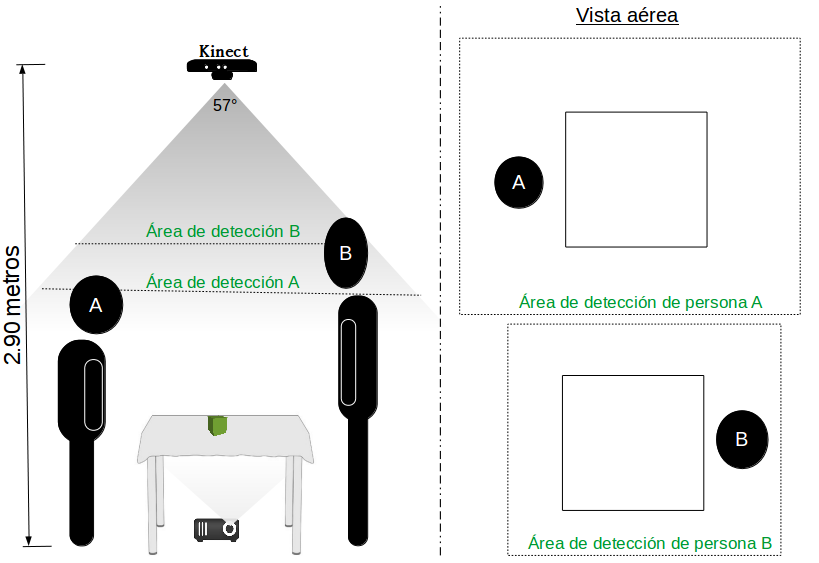 Vista aérea
Kinect
57°
2.90 metros
Área de detección B
B
Área de detección A
A
A
Área de detección de persona A
B
Área de detección de persona B